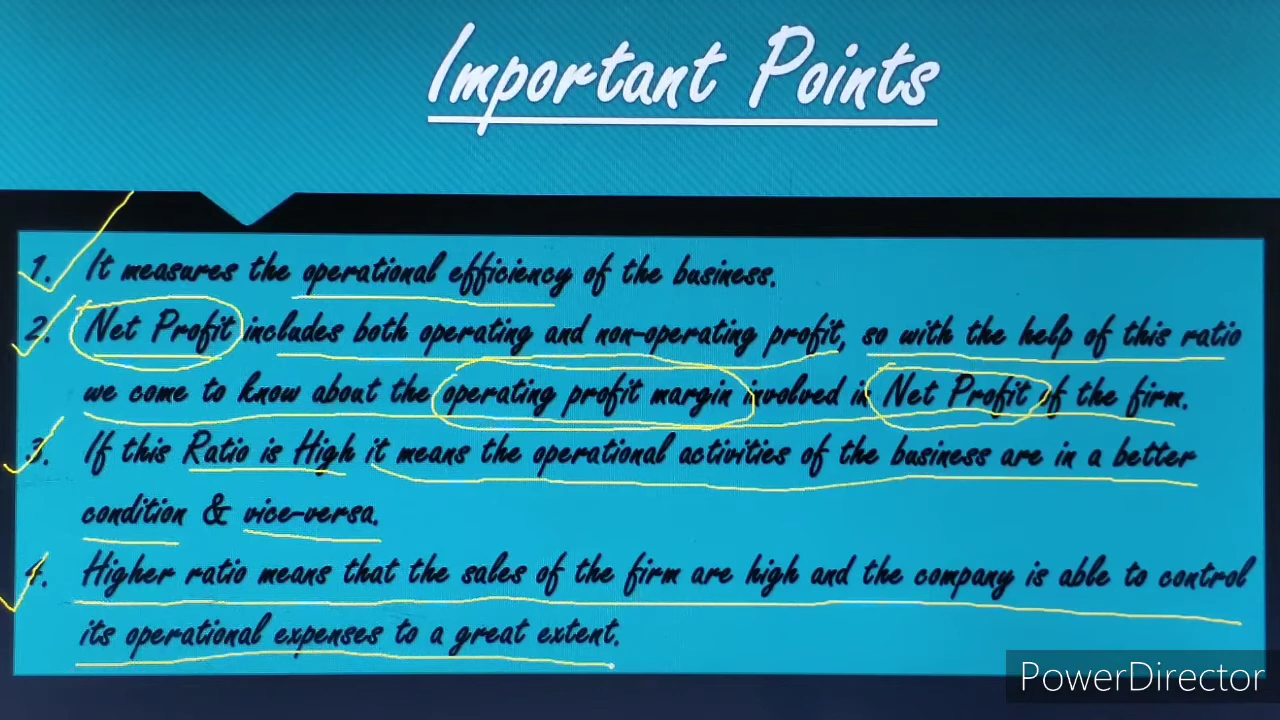 Important Points
1. It measures the operational efficiency of the business.
2. Net Profit includes both operating and non-operating profit, so with the help of this ratio
we come to know about the operating profit margin involved in Net Profit of the firm.
3. If this Ratio is High it means the operational activities of the business are in a better
condition & vice-versa.
4. Higher ratio means that the sales of the firm are high and the company is able to control
its operational expenses to a great extent.
PowerDirector